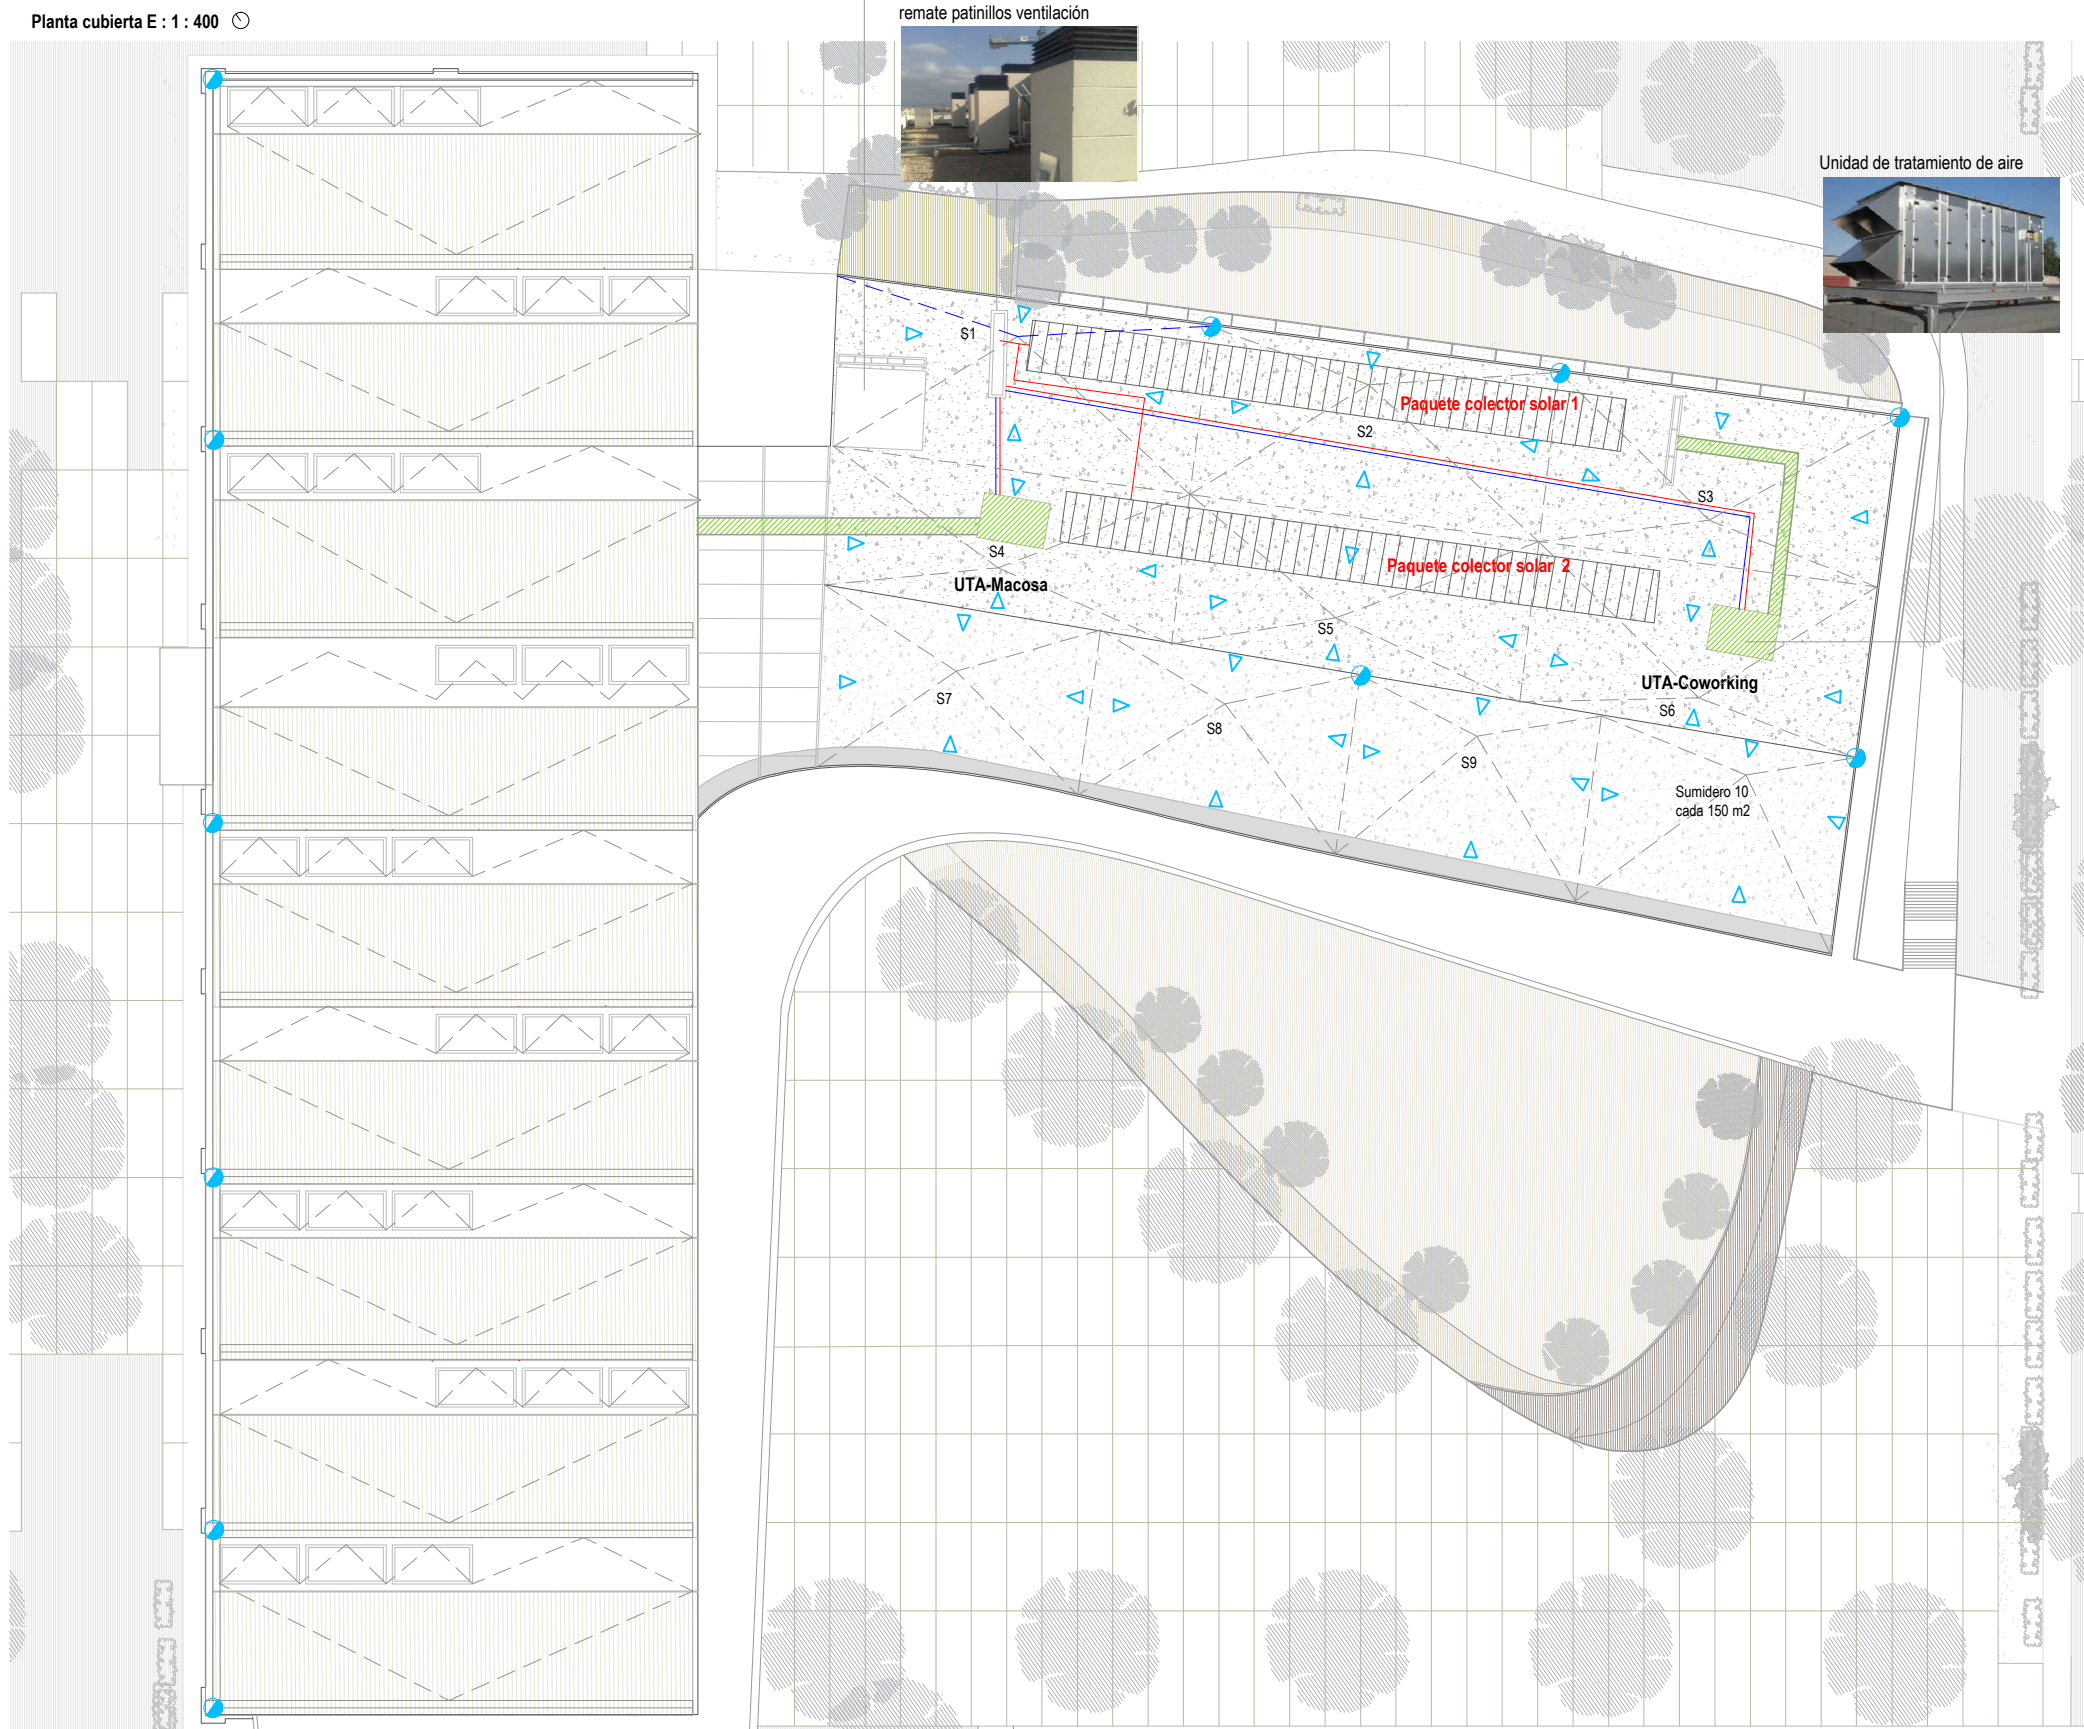 Planta cubierta E : 1 : 400
remate patinillos ventilación
Unidad de tratamiento de aire
S1
Paquete colector solar 1
S2
S3
S4
UTA-Macosa
Paquete colector solar 2
S5
UTA-Coworking
S6
S7
S8
S9
Sumidero 10
cada 150 m2